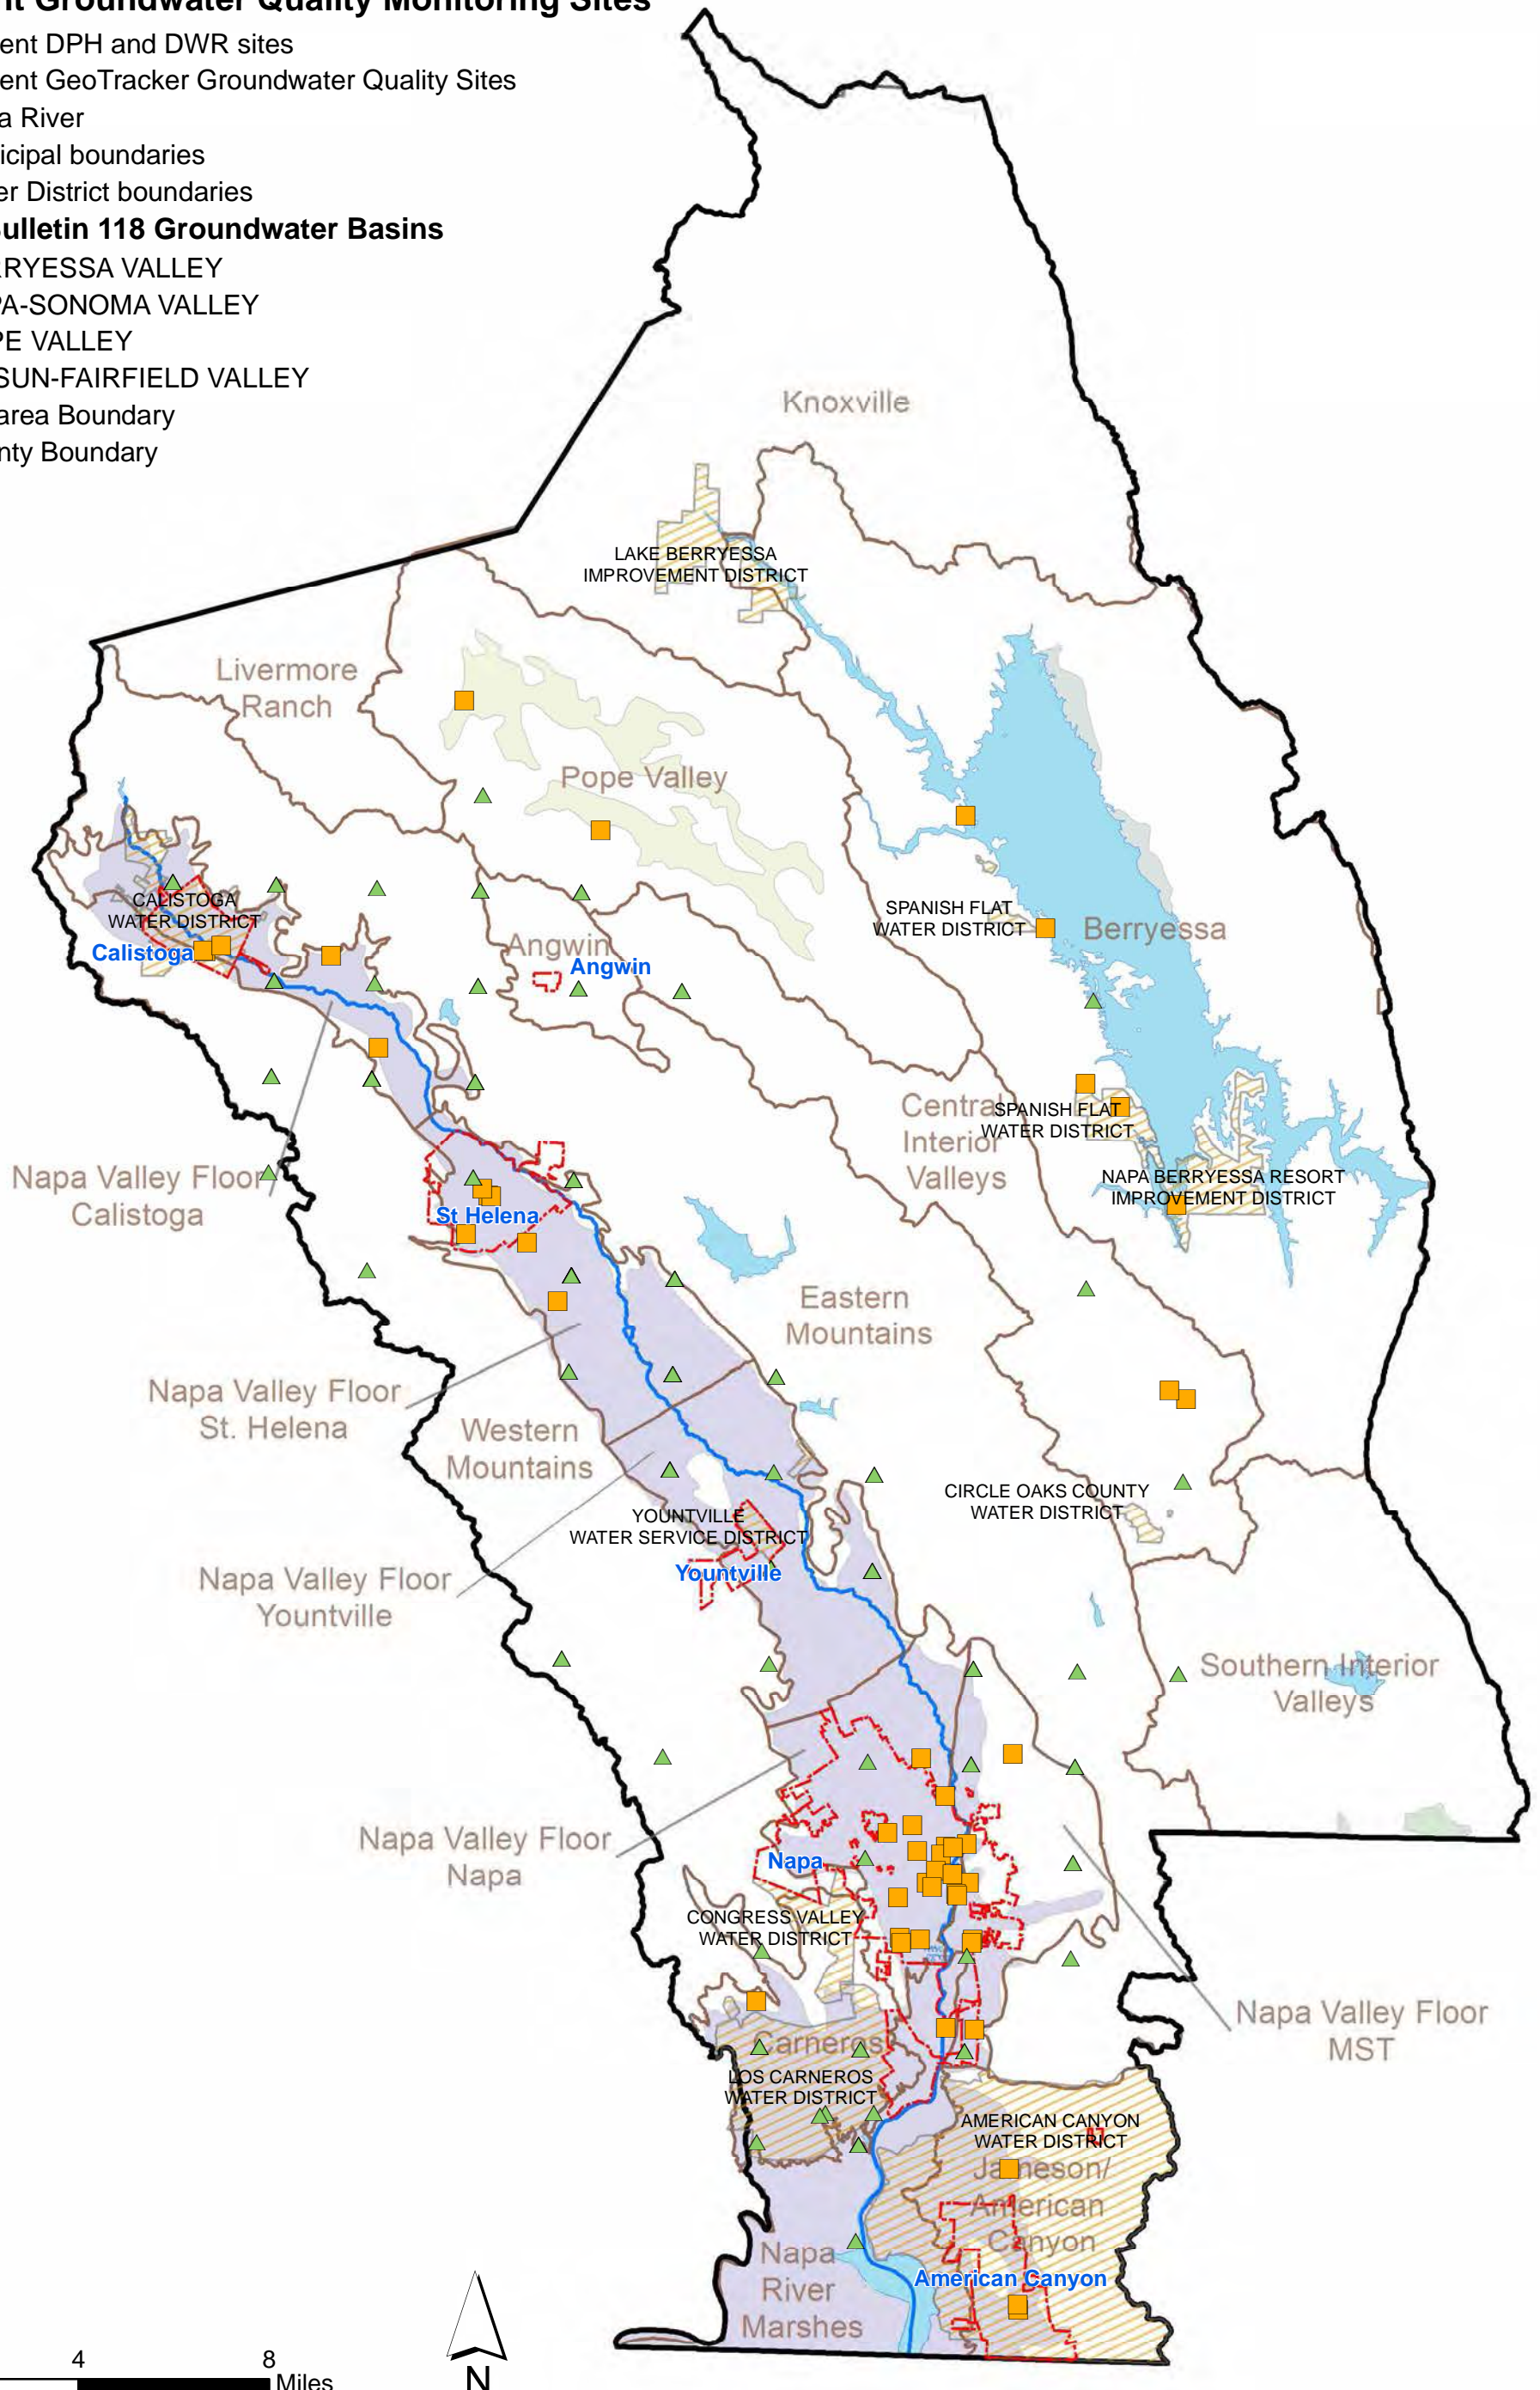 nt Groundwater Quality Monitoring Sites
ent DPH and DWR sites
ent GeoTracker Groundwater Quality Sites
a River
icipal boundaries
er District boundaries
ulletin 118 Groundwater Basins
RRYESSA VALLEY
PA-SONOMA VALLEY
PE VALLEY
SUN-FAIRFIELD VALLEY
area Boundary
nty Boundary
Knoxville
LAKE BERRYESSA
IMPROVEMENT DISTRICT
Livermore
Ranch
Pope Valley
CALISTOGA
WATER DISTRICT
Calistoga
SPANISH FLAT
WATER DISTRICT
Berryessa
Angwin
Angwin
Central
Interior
Valleys
SPANISH FLAT
WATER DISTRICT
Napa Valley Floor
Calistoga
NAPA BERRYESSA RESORT
IMPROVEMENT DISTRICT
St Helena
Eastern
Mountains
Napa Valley Floor
St. Helena
Western
Mountains
CIRCLE OAKS COUNTY
WATER DISTRICT
YOUNTVILLE
WATER SERVICE DISTRICT
Yountville
Napa Valley Floor
Yountville
Southern Interior
Valleys
Napa Valley Floor
Napa
Napa
CONGRESS VALLEY
WATER DISTRICT
Napa Valley Floor
MST
Carneros
LOS CARNEROS
WATER DISTRICT
AMERICAN CANYON
WATER DISTRICT
Jameson/
American
Canyon
Napa
River
Marshes
American Canyon
4 8
Miles
N